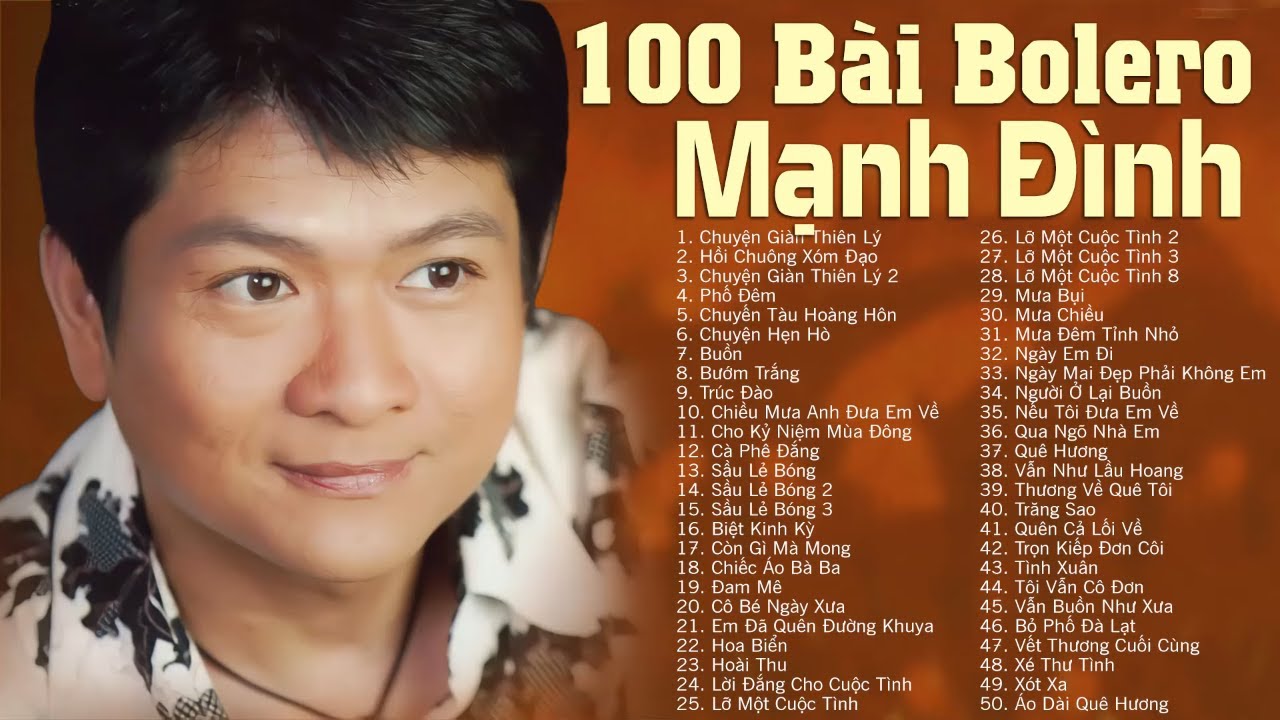 100 Bài Bolero
Mạnh Đình
1. Chuyện Giàn Thiên Lý
2. Hồi Chuông Xóm Đạo
3. Chuyện Giàn Thiên Lý 2
4. Phố Đêm
5. Chuyến Tàu Hoàng Hôn
6. Chuyện Hẹn Hò
7. Buồn
8. Bướm Trắng
9. Trúc Đào
10. Chiều Mưa Anh Đưa Em Về
11. Cho Kỷ Niệm Mùa Đông
12. Cà Phê Đắng
13. Sầu Lẻ Bóng
14. Sầu Lẻ Bóng 2
15. Sầu Lẻ Bóng 3
16. Biệt Kinh Kỳ
17. Còn Gì Mà Mong
18. Chiếc Áo Bà Ba
19. Đam Mê
20. Cô Bé Ngày Xưa
21. Em Đã Quên Đường Khuya
22. Hoa Biển
23. Hoài Thu
24. Lời Đắng Cho Cuộc Tình
25. Lỡ Một Cuộc Tình
26. Lỡ Một Cuộc Tình 2
27. Lỡ Một Cuộc Tình 3
28. Lỡ Một Cuộc Tình 8
29. Mưa Bụi
30. Mưa Chiều
31. Mưa Đêm Tỉnh Nhỏ
32. Ngày Em Đi
33. Ngày Mai Đẹp Phải Không Em
34. Người Ở Lại Buồn
35. Nếu Tôi Đưa Em Về
36. Qua Ngõ Nhà Em
37. Quê Hương
38. Vẫn Như Lầu Hoang
39. Thương Về Quê Tôi
40. Trăng Sao
41. Quên Cả Lối Về
42. Trọn Kiếp Đơn Côi
43. Tình Xuân
44. Tôi Vẫn Cô Đơn
45. Vẫn Buồn Như Xưa
46. Bỏ Phố Đà Lạt
47. Vết Thương Cuối Cùng
48. Xé Thư Tình
49. Xót Xa
50. Áo Dài Quê Hương